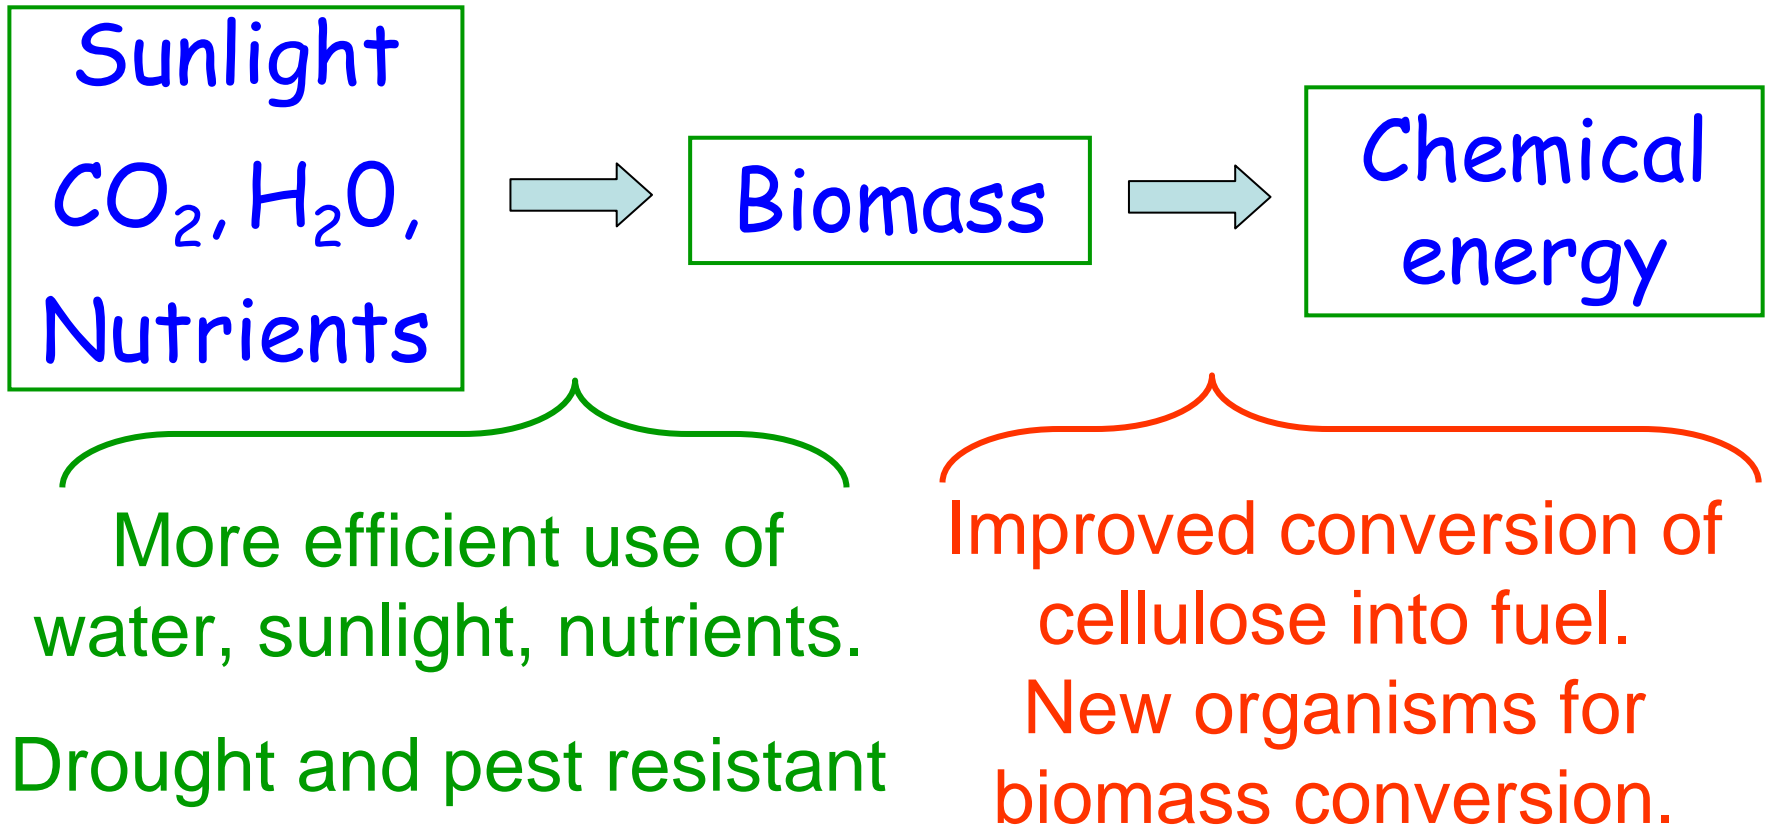 Sunlight
CO₂, H₂0,
Nutrients
Biomass
Chemical
energy
More efficient use of
water, sunlight, nutrients.
Drought and pest resistant
Improved conversion of
cellulose into fuel.
New organisms for
biomass conversion.